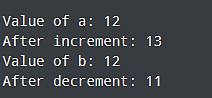 Value of a: 12
After increment: 13
Value of b: 12
After decrement: 11